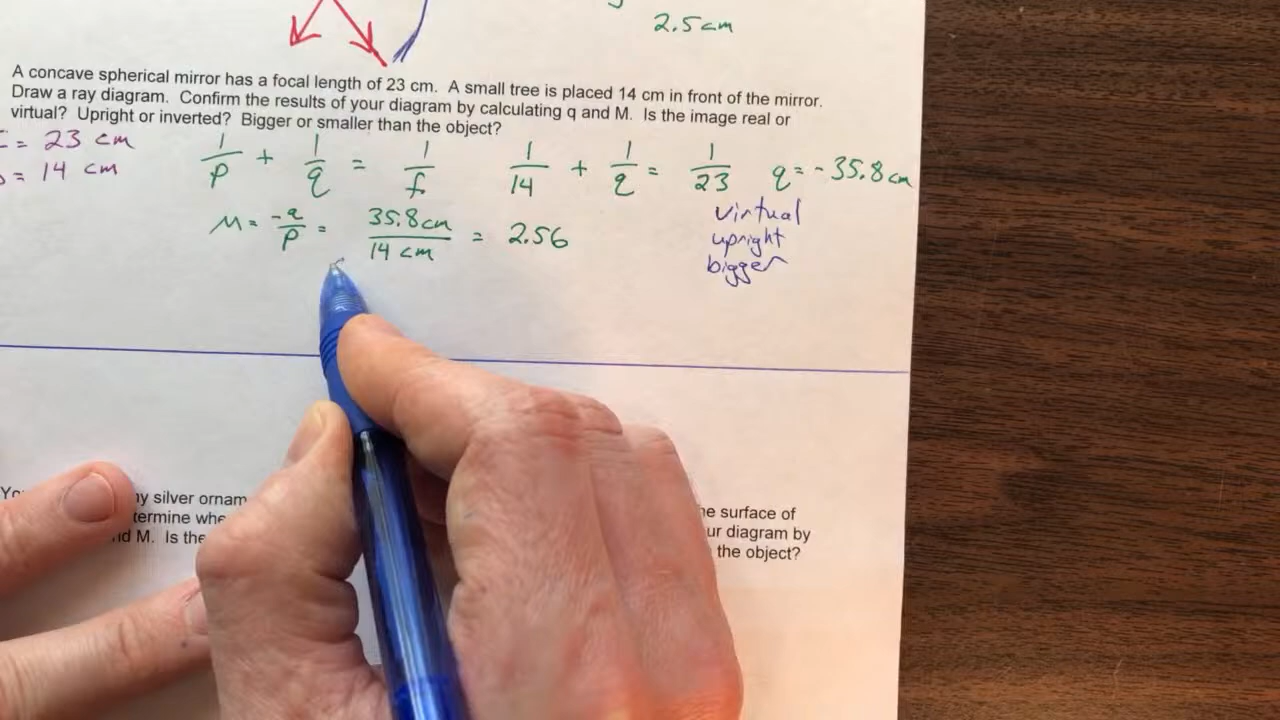 2.5 cm
A concave spherical mirror has a focal length of 23 cm. A small tree is placed 14 cm in front of the mirror.
Draw a ray diagram. Confirm the results of your diagram by calculating q and M. Is the image real or
virtual? Upright or inverted? Bigger or smaller than the object?
= 23 cm
= 14 cm
1/p + 1/q = 1/f 1/14 + 1/q = 1/23 q = -35.8 cm
M = -q/p = 35.8 cm/14 cm = 2.56
virtual
upright
bigger
silver he surface of
determine ur diagram by
M. Is the the object?